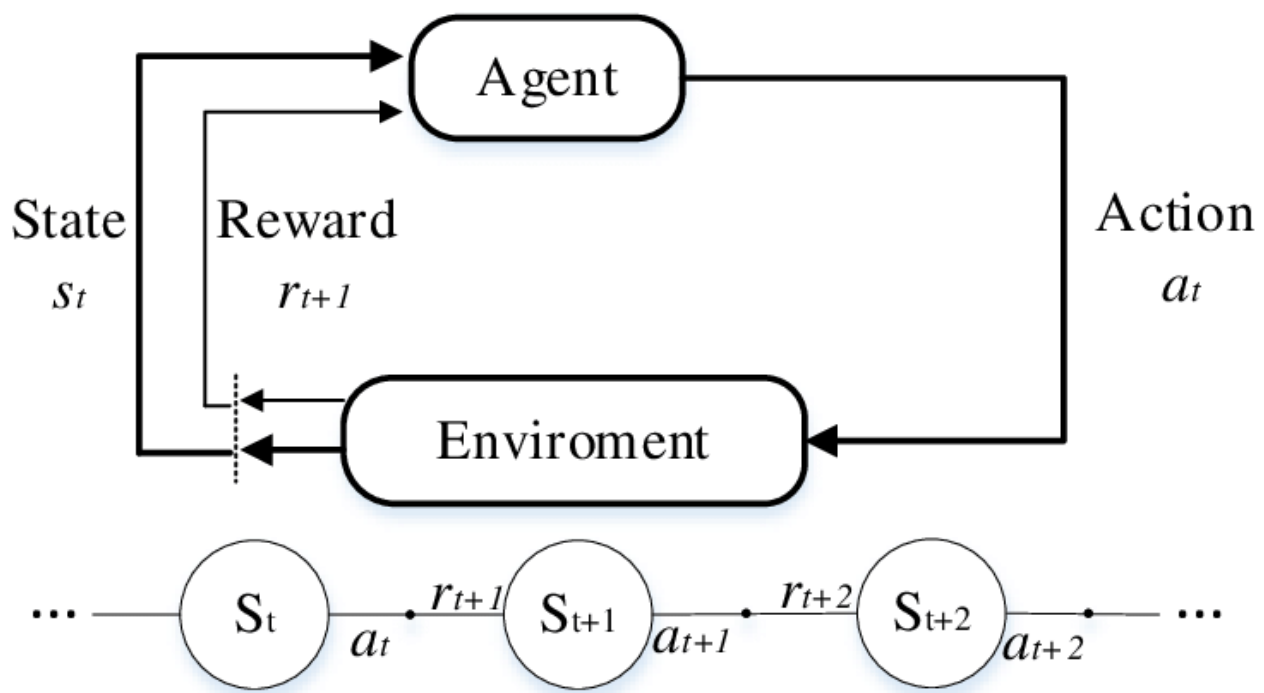 Agent
State
Reward
Action
st
rt+1
at
Enviroment
... St at rt+1 St+1 at+1 rt+2 St+2 at+2 ...